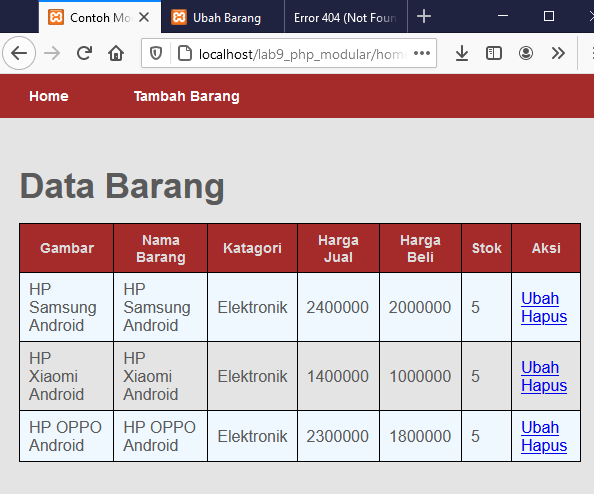 Contoh Mo
Ubah Barang
Error 404 (Not Foun
localhost/lab9_php_modular/hom
Home
Tambah Barang
Data Barang
Gambar Nama Barang Katagori Harga Jual Harga Beli Stok Aksi
HP Samsung Android HP Samsung Android Elektronik 2400000 2000000 5 Ubah Hapus
HP Xiaomi Android HP Xiaomi Android Elektronik 1400000 1000000 5 Ubah Hapus
HP OPPO Android HP OPPO Android Elektronik 2300000 1800000 5 Ubah Hapus